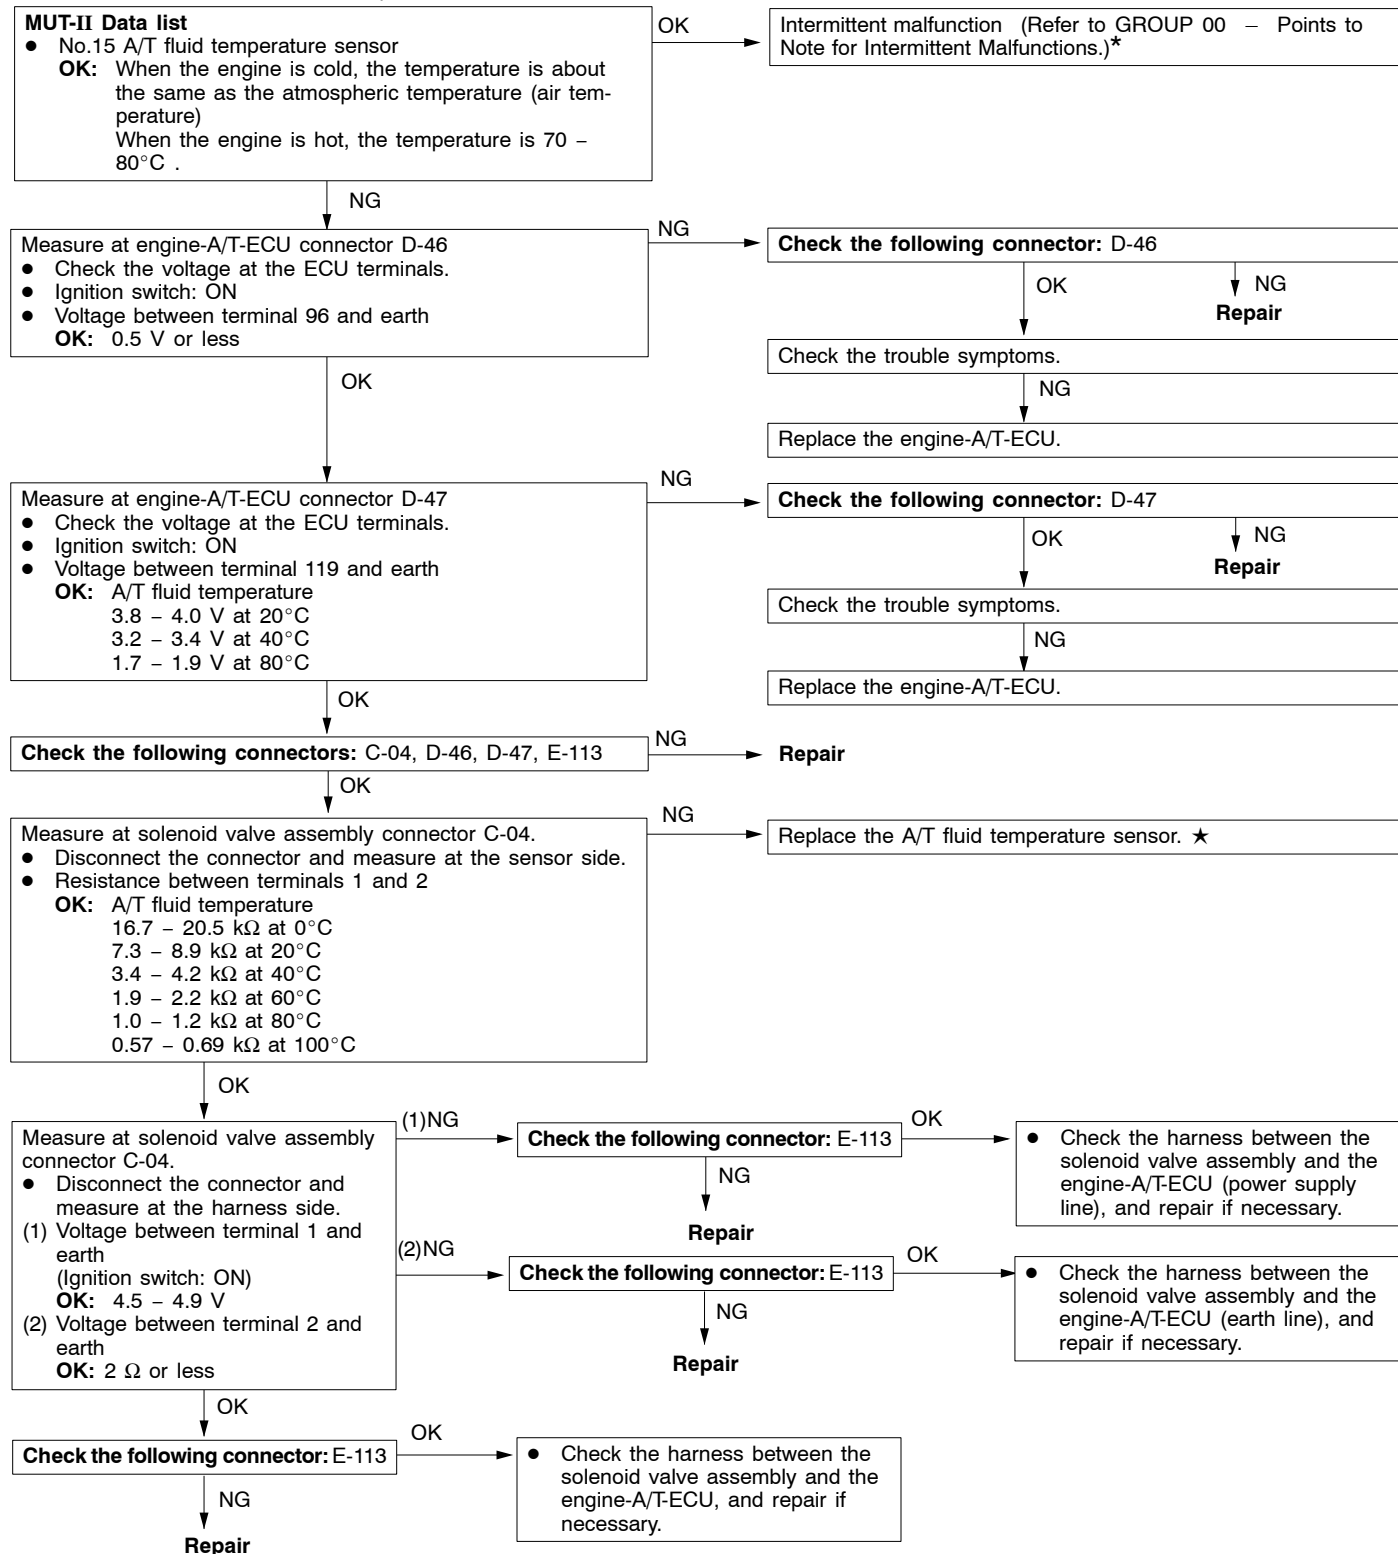 MUT-II Data list
● No.15 A/T fluid temperature sensor
OK: When the engine is cold, the temperature is about
the same as the atmospheric temperature (air tem-
perature)
When the engine is hot, the temperature is 70 –
80°C .
OK
Intermittent malfunction (Refer to GROUP 00 – Points to
Note for Intermittent Malfunctions.)*
NG
Measure at engine-A/T-ECU connector D-46
● Check the voltage at the ECU terminals.
● Ignition switch: ON
● Voltage between terminal 96 and earth
OK: 0.5 V or less
NG
Check the following connector: D-46
OK
NG
Repair
Check the trouble symptoms.
NG
Replace the engine-A/T-ECU.
OK
Measure at engine-A/T-ECU connector D-47
● Check the voltage at the ECU terminals.
● Ignition switch: ON
● Voltage between terminal 119 and earth
OK: A/T fluid temperature
3.8 – 4.0 V at 20°C
3.2 – 3.4 V at 40°C
1.7 – 1.9 V at 80°C
NG
Check the following connector: D-47
OK
NG
Repair
Check the trouble symptoms.
NG
Replace the engine-A/T-ECU.
OK
Check the following connectors: C-04, D-46, D-47, E-113
NG
Repair
OK
Measure at solenoid valve assembly connector C-04.
● Disconnect the connector and measure at the sensor side.
● Resistance between terminals 1 and 2
OK: A/T fluid temperature
16.7 – 20.5 kΩ at 0°C
7.3 – 8.9 kΩ at 20°C
3.4 – 4.2 kΩ at 40°C
1.9 – 2.2 kΩ at 60°C
1.0 – 1.2 kΩ at 80°C
0.57 – 0.69 kΩ at 100°C
NG
Replace the A/T fluid temperature sensor. ★
OK
Measure at solenoid valve assembly
connector C-04.
● Disconnect the connector and
measure at the harness side.
(1) Voltage between terminal 1 and
earth
(Ignition switch: ON)
OK: 4.5 – 4.9 V
(2) Voltage between terminal 2 and
earth
OK: 2 Ω or less
(1)NG
Check the following connector: E-113
OK
● Check the harness between the
solenoid valve assembly and the
engine-A/T-ECU (power supply
line), and repair if necessary.
NG
Repair
(2)NG
Check the following connector: E-113
OK
● Check the harness between the
solenoid valve assembly and the
engine-A/T-ECU (earth line), and
repair if necessary.
NG
Repair
OK
Check the following connector: E-113
OK
● Check the harness between the
solenoid valve assembly and the
engine-A/T-ECU, and repair if
necessary.
NG
Repair